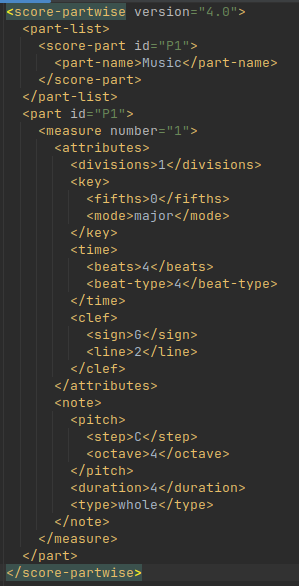 <score-partwise version="4.0">
  <part-list>
    <score-part id="P1">
      <part-name>Music</part-name>
    </score-part>
  </part-list>
  <part id="P1">
    <measure number="1">
      <attributes>
        <divisions>1</divisions>
        <key>
          <fifths>0</fifths>
          <mode>major</mode>
        </key>
        <time>
          <beats>4</beats>
          <beat-type>4</beat-type>
        </time>
        <clef>
          <sign>G</sign>
          <line>2</line>
        </clef>
      </attributes>
      <note>
        <pitch>
          <step>C</step>
          <octave>4</octave>
        </pitch>
        <duration>4</duration>
        <type>whole</type>
      </note>
    </measure>
  </part>
</score-partwise>